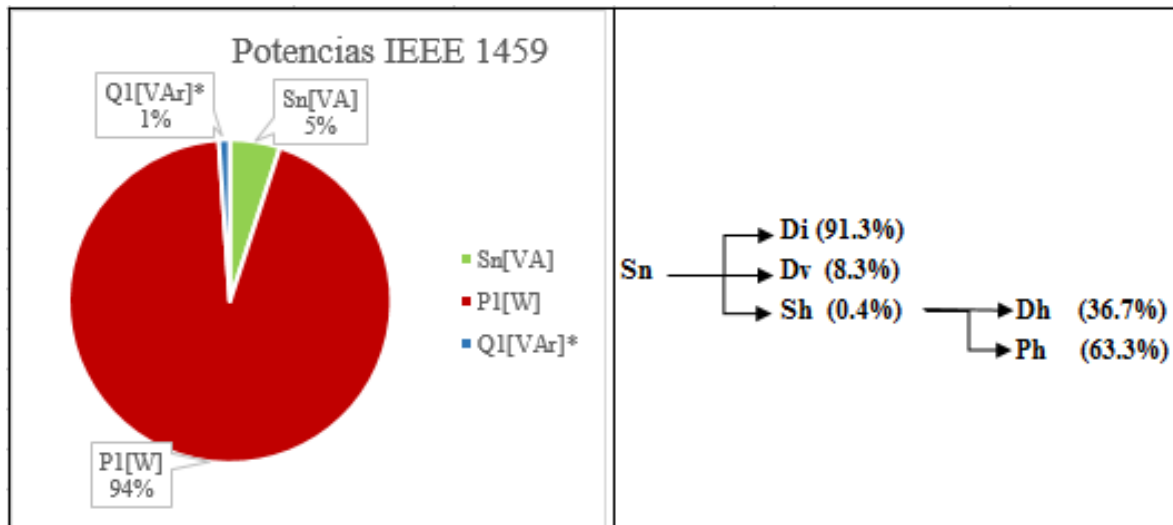 Potencias IEEE 1459
Q1[VAr]*
1%
Sn[VA]
5%
Sn[VA]
P1[W]
Q1[VAr]*
P1[W]
94%
Sn
Di (91.3%)
Dv (8.3%)
Sh (0.4%)
Dh (36.7%)
Ph (63.3%)